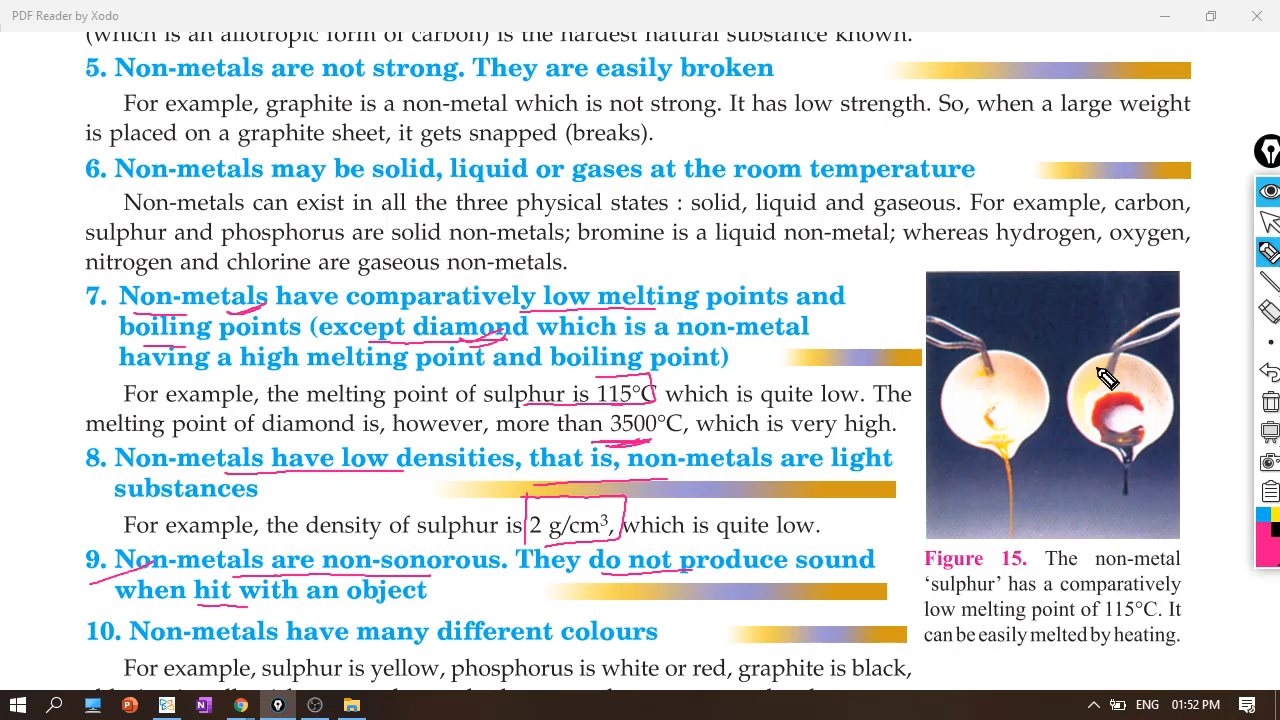 PDF Reader by Xodo
(which is an allotropic form of carbon) is the hardest natural substance known.
5. Non-metals are not strong. They are easily broken
For example, graphite is a non-metal which is not strong. It has low strength. So, when a large weight
is placed on a graphite sheet, it gets snapped (breaks).
6. Non-metals may be solid, liquid or gases at the room temperature
Non-metals can exist in all the three physical states : solid, liquid and gaseous. For example, carbon,
sulphur and phosphorus are solid non-metals; bromine is a liquid non-metal; whereas hydrogen, oxygen,
nitrogen and chlorine are gaseous non-metals.
7. Non-metals have comparatively low melting points and
boiling points (except diamond which is a non-metal
having a high melting point and boiling point)
For example, the melting point of sulphur is 115°C which is quite low. The
melting point of diamond is, however, more than 3500°C, which is very high.
8. Non-metals have low densities, that is, non-metals are light
substances
For example, the density of sulphur is 2 g/cm³, which is quite low.
9. Non-metals are non-sonorous. They do not produce sound
when hit with an object
10. Non-metals have many different colours
For example, sulphur is yellow, phosphorus is white or red, graphite is black,
Figure 15. The non-metal
‘sulphur’ has a comparatively
low melting point of 115°C. It
can be easily melted by heating.
ENG 01:52 PM